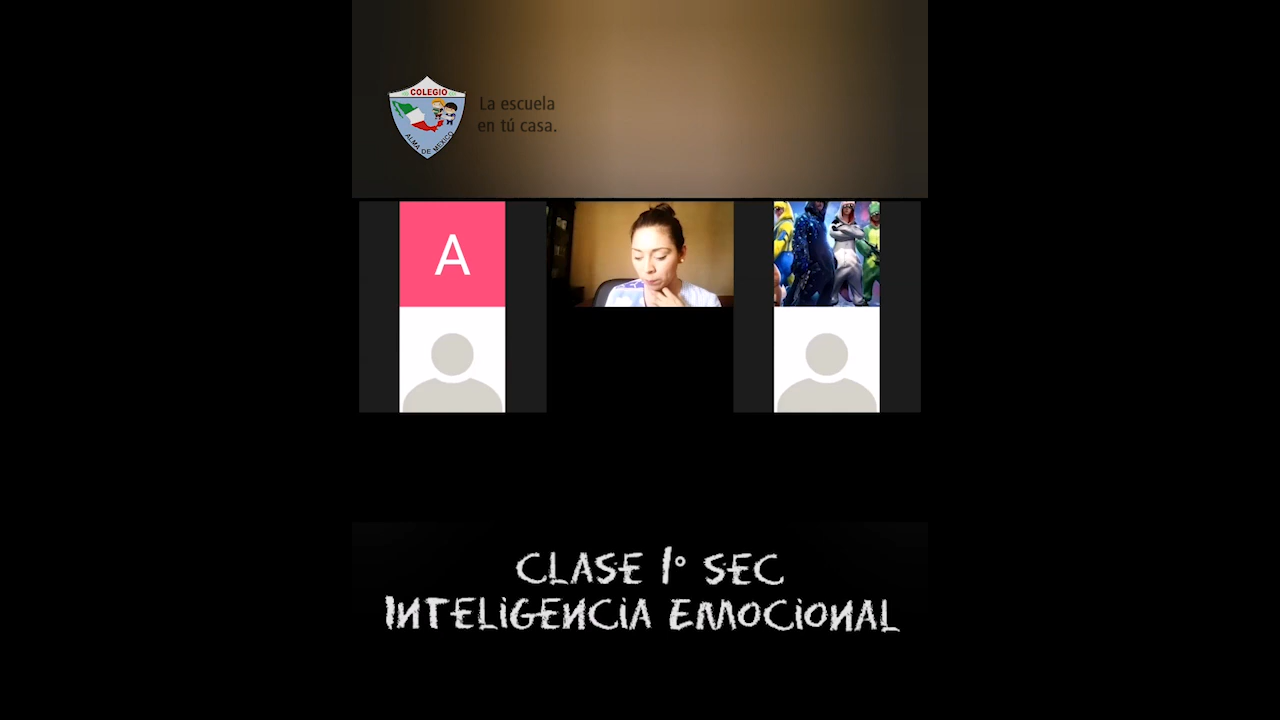 COLEGIO
ALMA DE MEXICO
La escuela
en tú casa.
A
CLASE 1° SEC
INTELIGENCIA EMOCIONAL